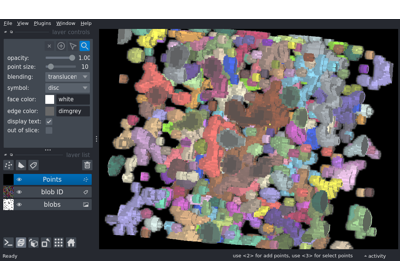 File View Plugins Window Help
layer controls
opacity: 1.00
point size: 10
blending: translucen
symbol: disc
face color: white
edge color: dimgrey
display text:
out of slice:
layer list
Points
blob ID
blobs
Ready
use <2> for add points, use <3> for select points
activity